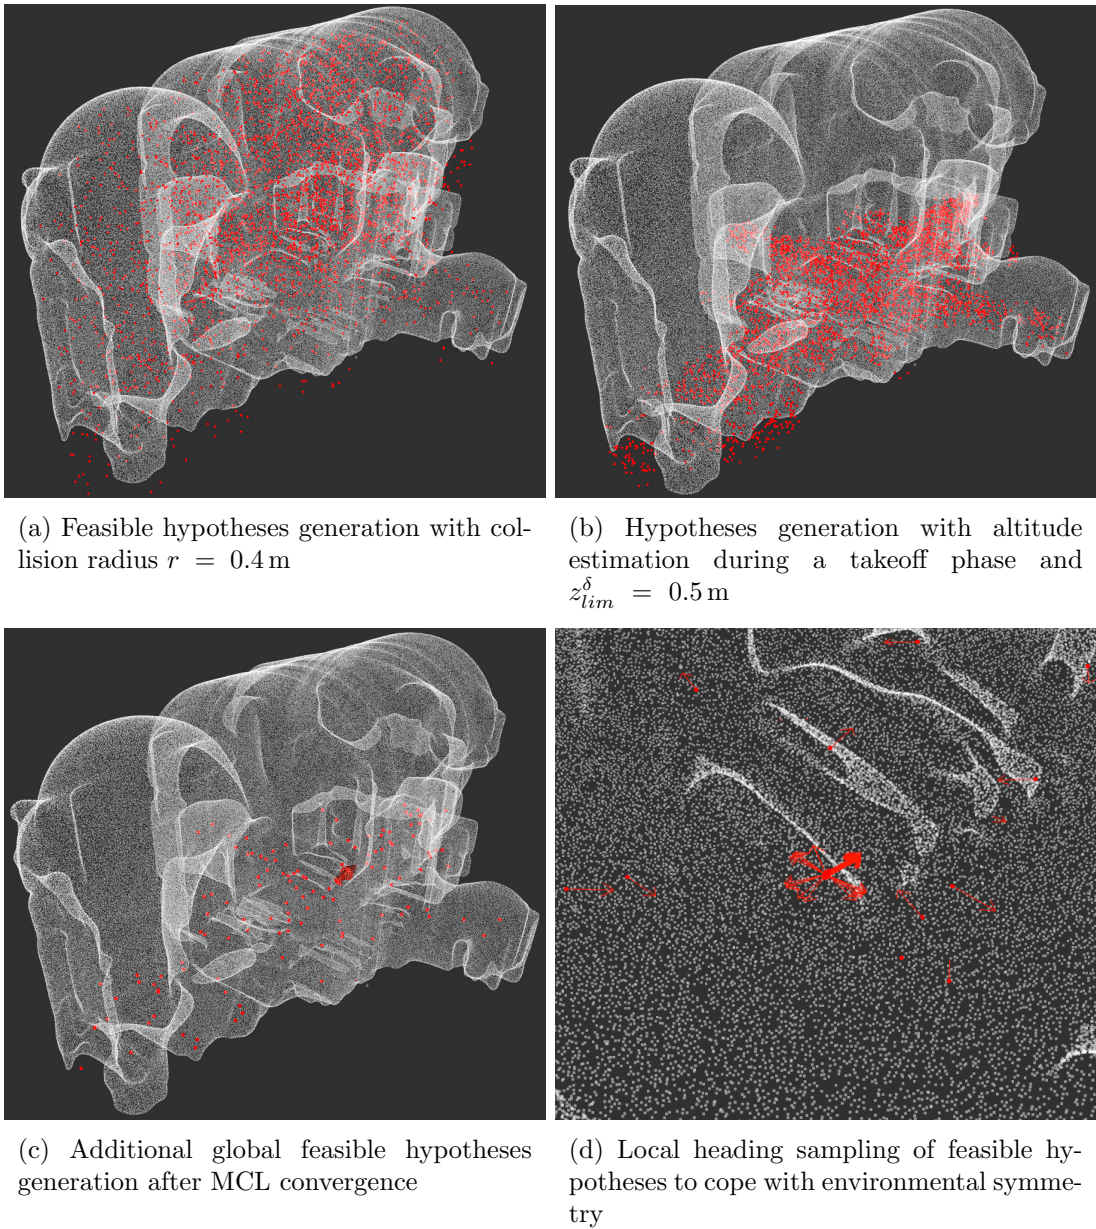 (a) Feasible hypotheses generation with col-
lision radius r = 0.4 m
(b) Hypotheses generation with altitude
estimation during a takeoff phase and
z^δ_lim = 0.5 m
(c) Additional global feasible hypotheses
generation after MCL convergence
(d) Local heading sampling of feasible hy-
potheses to cope with environmental symme-
try